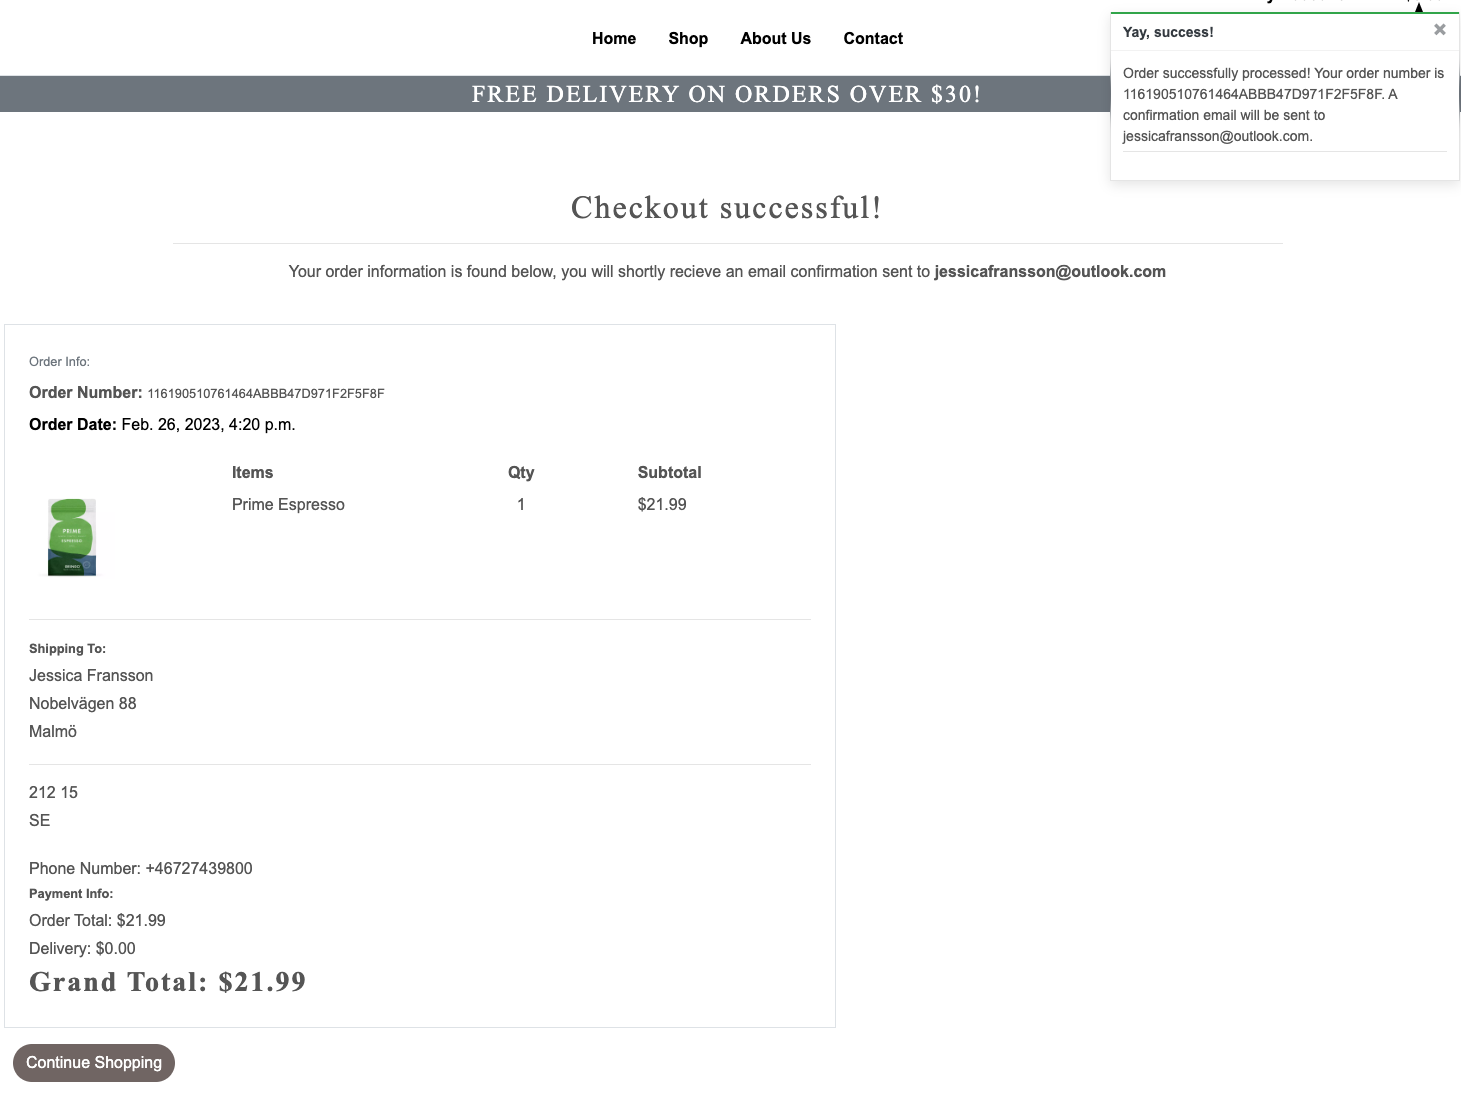 Home Shop About Us Contact
FREE DELIVERY ON ORDERS OVER $30!
Yay, success!
Order successfully processed! Your order number is
116190510761464ABBB47D971F2F5F8F. A
confirmation email will be sent to
jessicafransson@outlook.com.
Checkout successful!
Your order information is found below, you will shortly recieve an email confirmation sent to jessicafransson@outlook.com
Order Info:
Order Number: 116190510761464ABBB47D971F2F5F8F
Order Date: Feb. 26, 2023, 4:20 p.m.
Items Qty Subtotal
Prime Espresso 1 $21.99
PRIME
ESPRESSO
Shipping To:
Jessica Fransson
Nobelvägen 88
Malmö
212 15
SE
Phone Number: +46727439800
Payment Info:
Order Total: $21.99
Delivery: $0.00
Grand Total: $21.99
Continue Shopping